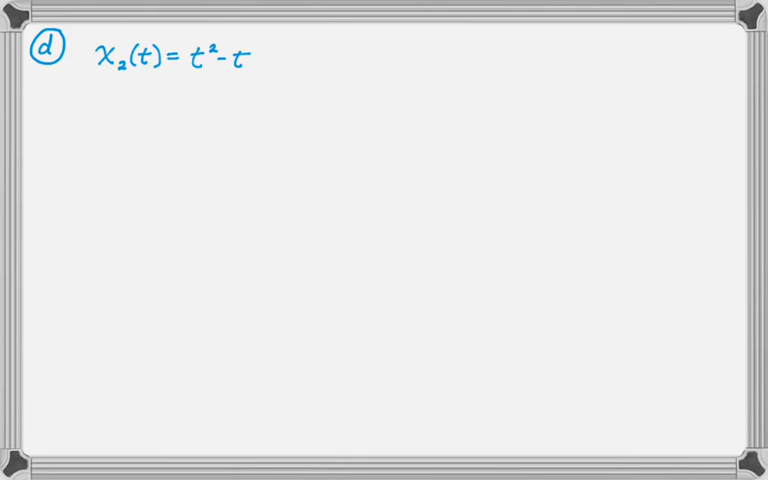 ⓓ x₂(t) = t² - t